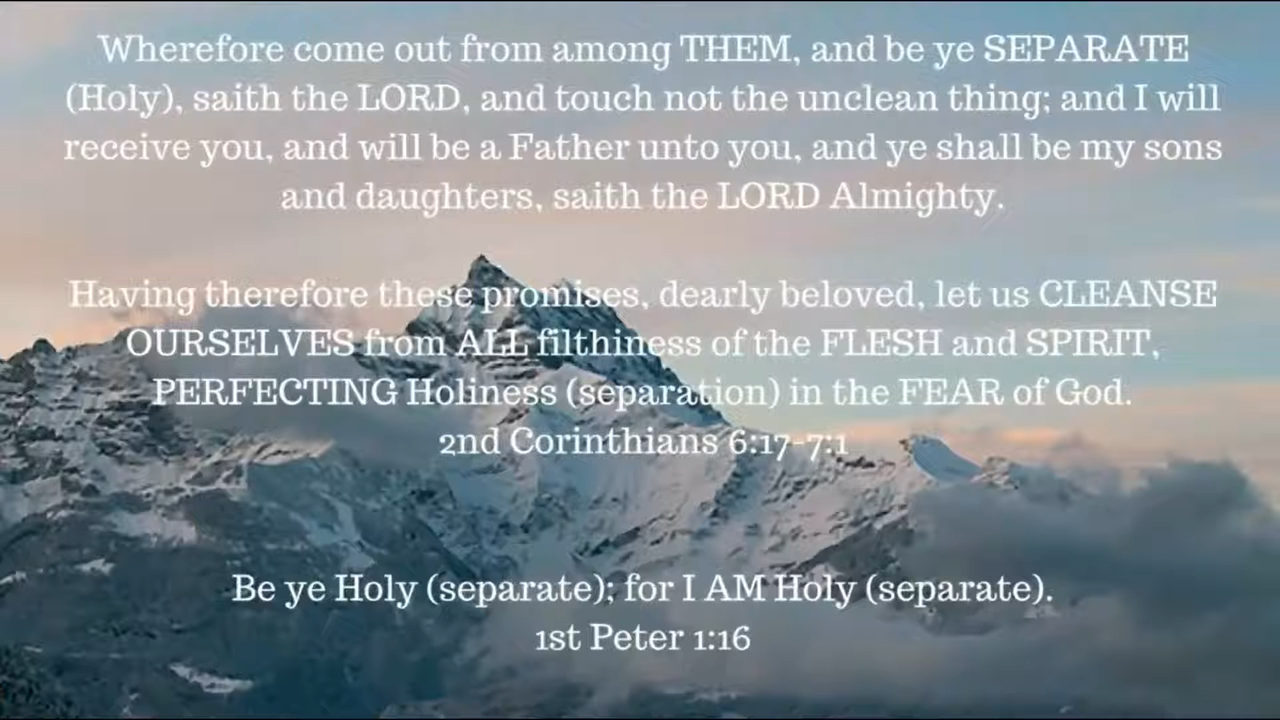 Wherefore come out from among THEM, and be ye SEPARATE
(Holy), saith the LORD, and touch not the unclean thing; and I will
receive you, and will be a Father unto you, and ye shall be my sons
and daughters, saith the LORD Almighty.
Having therefore these promises, dearly beloved, let us CLEANSE
OURSELVES from ALL filthiness of the FLESH and SPIRIT,
PERFECTING Holiness (separation) in the FEAR of God.
2nd Corinthians 6:17-7:1
Be ye Holy (separate); for I AM Holy (separate).
1st Peter 1:16